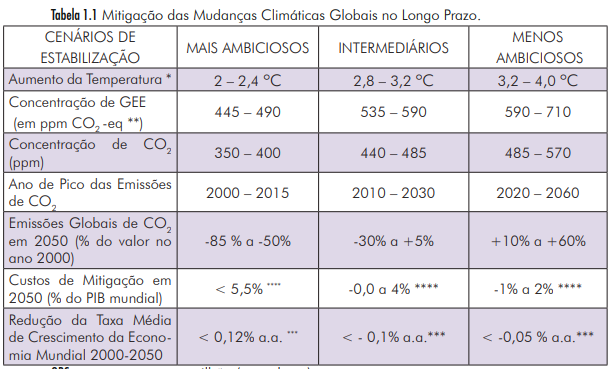 Tabela 1.1 Mitigação das Mudanças Climáticas Globais no Longo Prazo.
CENÁRIOS DE ESTABILIZAÇÃO MAIS AMBICIOSOS INTERMEDIÁRIOS MENOS AMBICIOSOS
Aumento da Temperatura * 2 – 2,4 ºC 2,8 – 3,2 ºC 3,2 – 4,0 ºC
Concentração de GEE (em ppm CO2 -eq **) 445 – 490 535 – 590 590 – 710
Concentração de CO2 (ppm) 350 – 400 440 – 485 485 – 570
Ano de Pico das Emissões de CO2 2000 – 2015 2010 – 2030 2020 – 2060
Emissões Globais de CO2 em 2050 (% do valor no ano 2000) -85 % a -50% -30% a +5% +10% a +60%
Custos de Mitigação em 2050 (% do PIB mundial) < 5,5% **** -0,0 a 4% **** -1% a 2% ****
Redução da Taxa Média de Crescimento da Economia Mundial 2000-2050 < 0,12% a.a. *** < - 0,1% a.a.*** < -0,05 % a.a.***